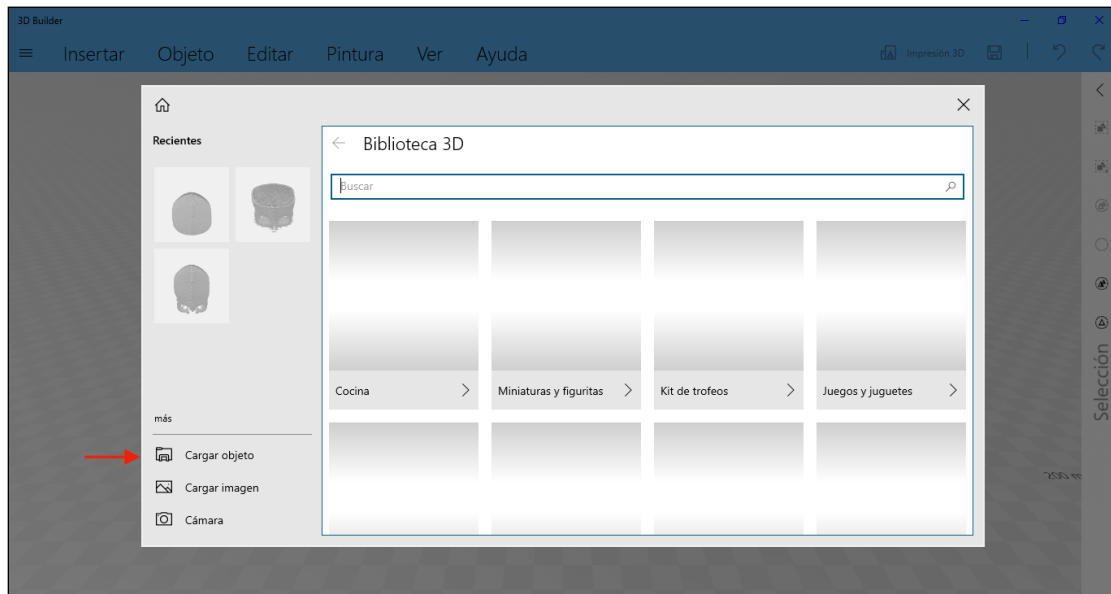 3D Builder
Insertar Objeto Editar Pintura Ver Ayuda Impresión 3D
Recientes
Biblioteca 3D
Buscar
Cocina Miniaturas y figuritas Kit de trofeos Juegos y juguetes
más
Cargar objeto
Cargar imagen
Cámara
Selección